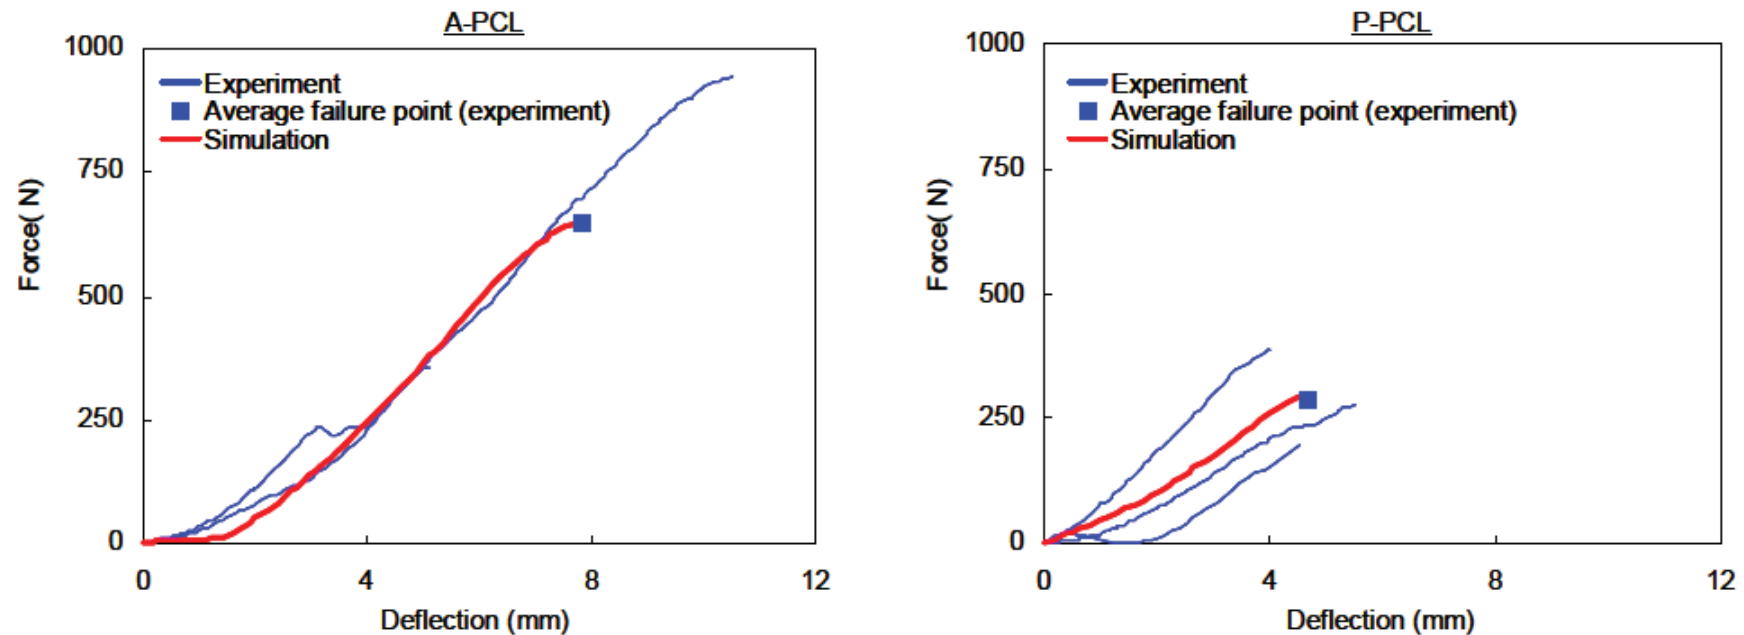 A-PCL
1000
Experiment
Average failure point (experiment)
Simulation
750
500
250
0
Force( N)
0 4 8 12
Deflection (mm)
P-PCL
1000
Experiment
Average failure point (experiment)
Simulation
750
500
250
0
Force( N)
0 4 8 12
Deflection (mm)